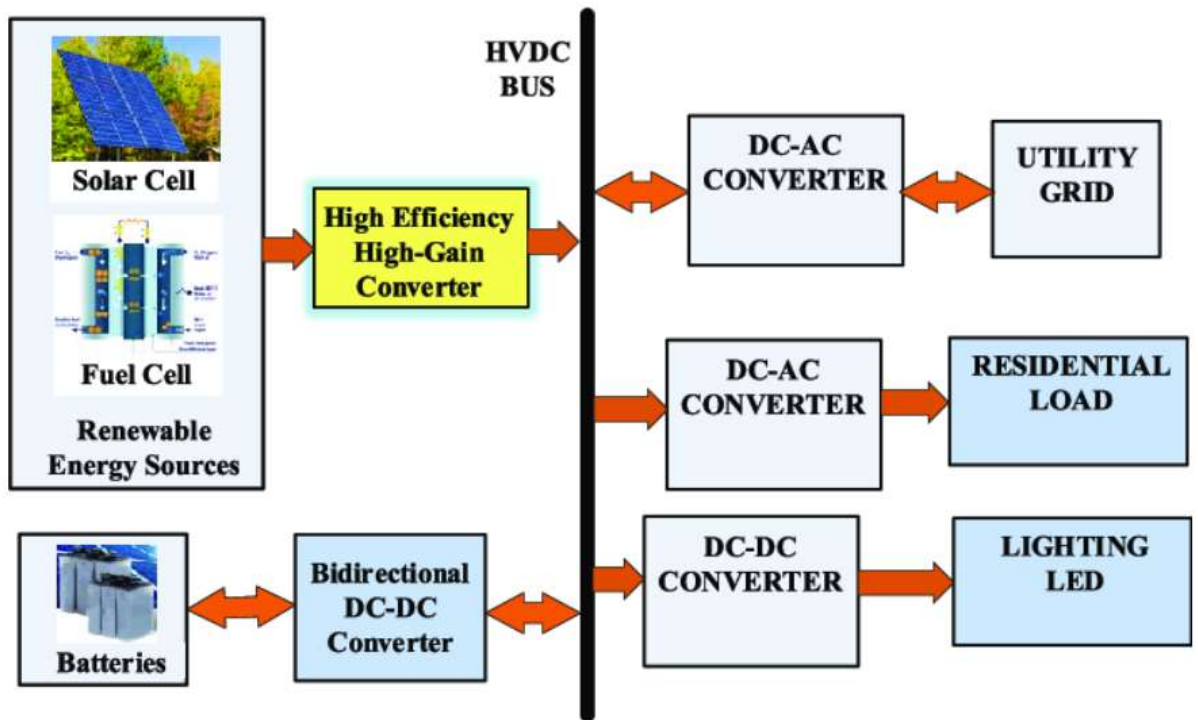 Solar Cell
Fuel Cell
Renewable
Energy Sources
High Efficiency
High-Gain
Converter
Batteries
Bidirectional
DC-DC
Converter
HVDC
BUS
DC-AC
CONVERTER
UTILITY
GRID
DC-AC
CONVERTER
RESIDENTIAL
LOAD
DC-DC
CONVERTER
LIGHTING
LED